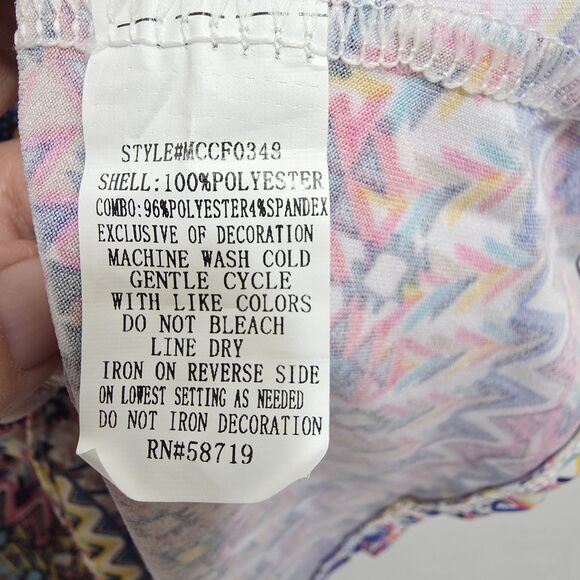 STYLE#MCCF0348
SHELL:100%POLYESTER
COMBO:96%POLYESTER4%SPANDEX
EXCLUSIVE OF DECORATION
MACHINE WASH COLD
GENTLE CYCLE
WITH LIKE COLORS
DO NOT BLEACH
LINE DRY
IRON ON REVERSE SIDE
ON LOWEST SETTING AS NEEDED
DO NOT IRON DECORATION
RN#58719